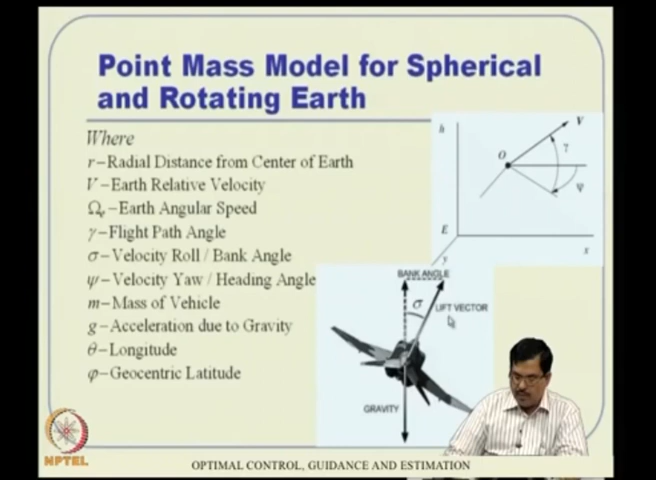 Point Mass Model for Spherical
and Rotating Earth
Where
r–Radial Distance from Center of Earth
V–Earth Relative Velocity
Ωₑ–Earth Angular Speed
γ–Flight Path Angle
σ–Velocity Roll / Bank Angle
ψ–Velocity Yaw / Heading Angle
m–Mass of Vehicle
g–Acceleration due to Gravity
θ–Longitude
φ–Geocentric Latitude
h
V
O
γ
ψ
E
x
y
BANK ANGLE
σ
LIFT VECTOR
GRAVITY
NPTEL
OPTIMAL CONTROL, GUIDANCE AND ESTIMATION